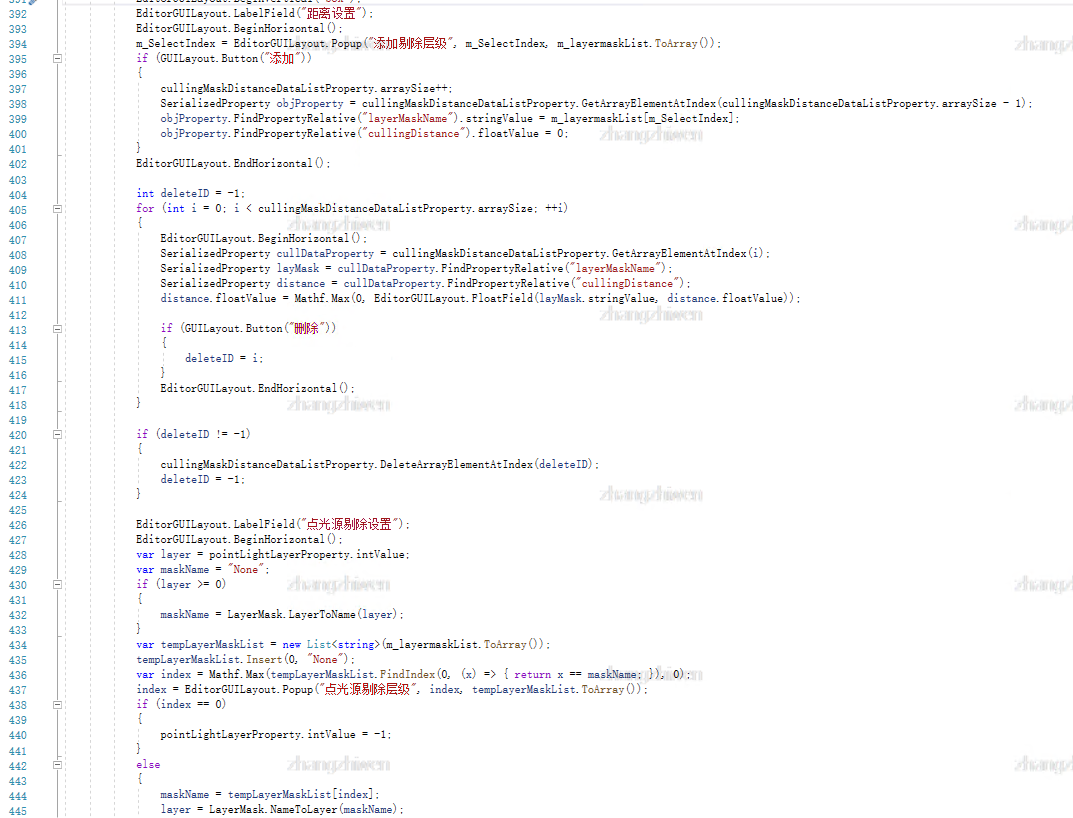 392 EditorGUILayout.LabelField("距离设置");
393 EditorGUILayout.BeginHorizontal();
394 m_SelectIndex = EditorGUILayout.Popup("添加剔除层级", m_SelectIndex, m_layermaskList.ToArray());
395 if (GUILayout.Button("添加"))
396 {
397 cullingMaskDistanceDataListProperty.arraySize++;
398 SerializedProperty objProperty = cullingMaskDistanceDataListProperty.GetArrayElementAtIndex(cullingMaskDistanceDataListProperty.arraySize - 1);
399 objProperty.FindPropertyRelative("layerMaskName").stringValue = m_layermaskList[m_SelectIndex];
400 objProperty.FindPropertyRelative("cullingDistance").floatValue = 0;
401 }
402 EditorGUILayout.EndHorizontal();
403
404 int deleteID = -1;
405 for (int i = 0; i < cullingMaskDistanceDataListProperty.arraySize; ++i)
406 {
407 EditorGUILayout.BeginHorizontal();
408 SerializedProperty cullDataProperty = cullingMaskDistanceDataListProperty.GetArrayElementAtIndex(i);
409 SerializedProperty layMask = cullDataProperty.FindPropertyRelative("layerMaskName");
410 SerializedProperty distance = cullDataProperty.FindPropertyRelative("cullingDistance");
411 distance.floatValue = Mathf.Max(0, EditorGUILayout.FloatField(layMask.stringValue, distance.floatValue));
412
413 if (GUILayout.Button("删除"))
414 {
415 deleteID = i;
416 }
417 EditorGUILayout.EndHorizontal();
418 }
419
420 if (deleteID != -1)
421 {
422 cullingMaskDistanceDataListProperty.DeleteArrayElementAtIndex(deleteID);
423 deleteID = -1;
424 }
425
426 EditorGUILayout.LabelField("点光源剔除设置");
427 EditorGUILayout.BeginHorizontal();
428 var layer = pointLightLayerProperty.intValue;
429 var maskName = "None";
430 if (layer >= 0)
431 {
432 maskName = LayerMask.LayerToName(layer);
433 }
434 var tempLayerMaskList = new List<string>(m_layermaskList.ToArray());
435 tempLayerMaskList.Insert(0, "None");
436 var index = Mathf.Max(tempLayerMaskList.FindIndex(0, (x) => { return x == maskName; }), 0);
437 index = EditorGUILayout.Popup("点光源剔除层级", index, tempLayerMaskList.ToArray());
438 if (index == 0)
439 {
440 pointLightLayerProperty.intValue = -1;
441 }
442 else
443 {
444 maskName = tempLayerMaskList[index];
445 layer = LayerMask.NameToLayer(maskName);